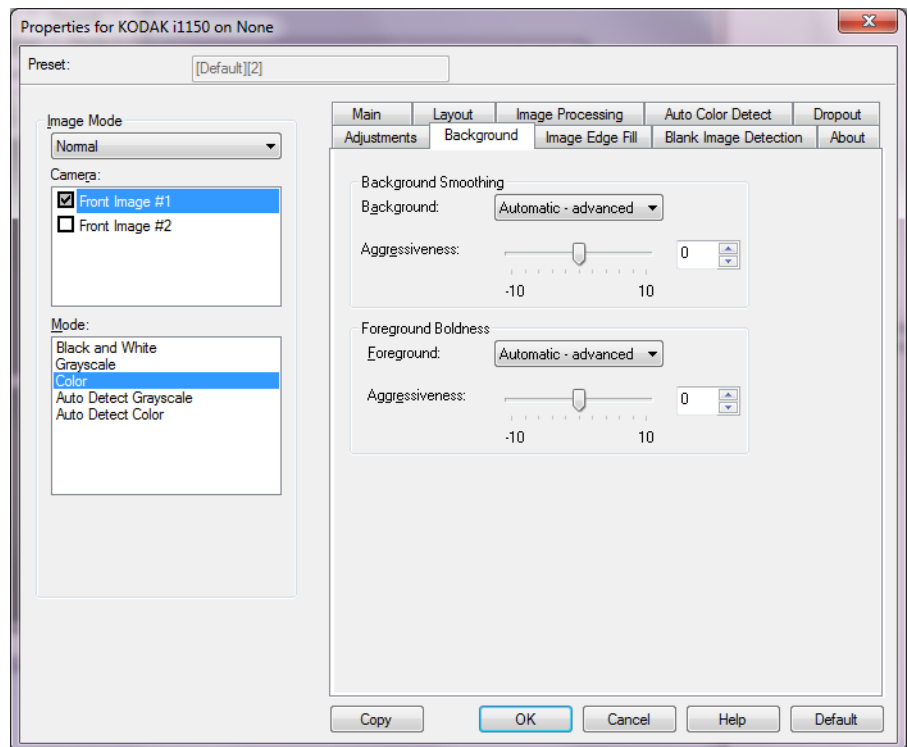 Properties for KODAK i1150 on None
Preset:
[Default][2]
Image Mode
Normal
Camera:
Front Image #1
Front Image #2
Mode:
Black and White
Grayscale
Color
Auto Detect Grayscale
Auto Detect Color
Main Layout Image Processing Auto Color Detect Dropout
Adjustments Background Image Edge Fill Blank Image Detection About
Background Smoothing
Background: Automatic - advanced
Aggressiveness: 0
-10 10
Foreground Boldness
Foreground: Automatic - advanced
Aggressiveness: 0
-10 10
Copy OK Cancel Help Default